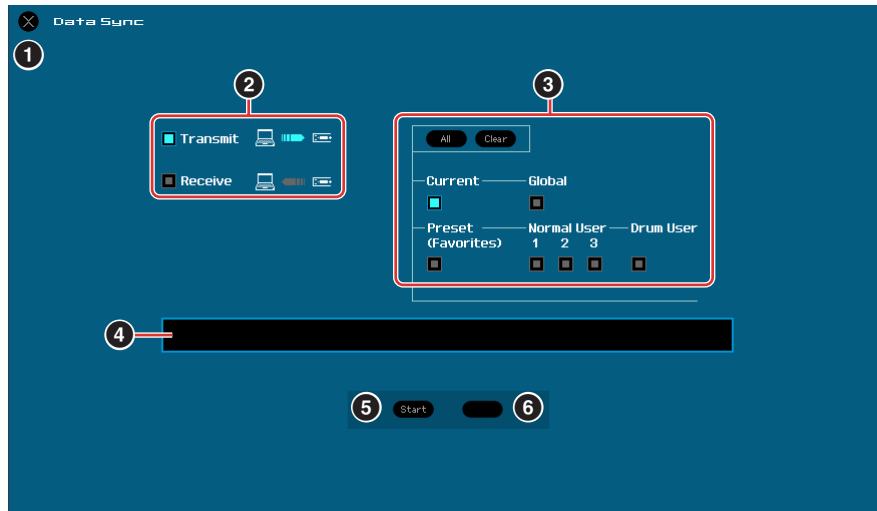 Data Sync
1
2
3
Transmit
Receive
All Clear
Current Global
Preset Normal User Drum User
(Favorites) 1 2 3
4
5 Start 6